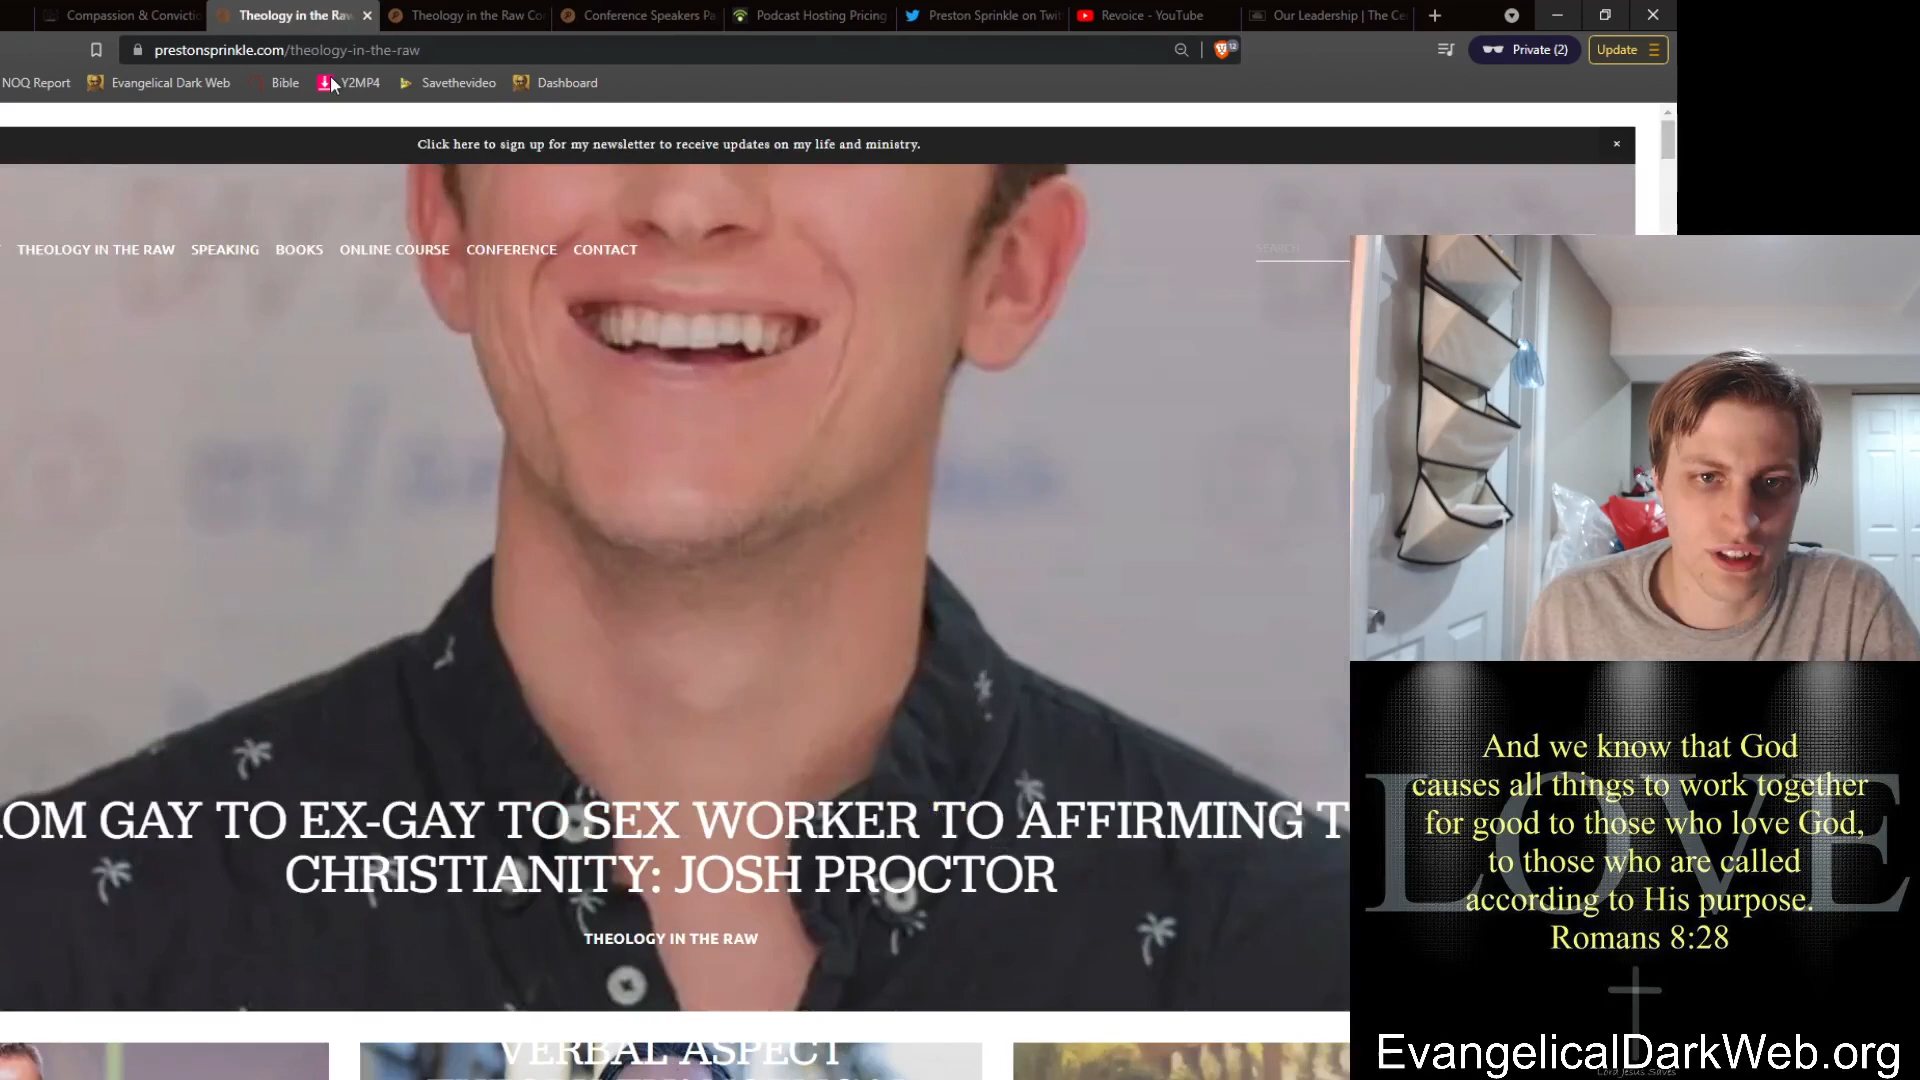 Compassion & Convictio
Theology in the Raw
Theology in the Raw Co
Conference Speakers Pa
Podcast Hosting Pricing
Preston Sprinkle on Twit
Revoice - YouTube
Our Leadership | The Ce
prestonsprinkle.com/theology-in-the-raw
12
Private (2)
Update
NOQ Report
Evangelical Dark Web
Bible
Y2MP4
Savethevideo
Dashboard
Click here to sign up for my newsletter to receive updates on my life and ministry.
THEOLOGY IN THE RAW SPEAKING BOOKS ONLINE COURSE CONFERENCE CONTACT
SEARCH
OM GAY TO EX-GAY TO SEX WORKER TO AFFIRMING T
CHRISTIANITY: JOSH PROCTOR
THEOLOGY IN THE RAW
VERBAL ASPECT
LOVE
And we know that God
causes all things to work together
for good to those who love God,
to those who are called
according to His purpose.
Romans 8:28
EvangelicalDarkWeb.org
Lord Jesus Saves